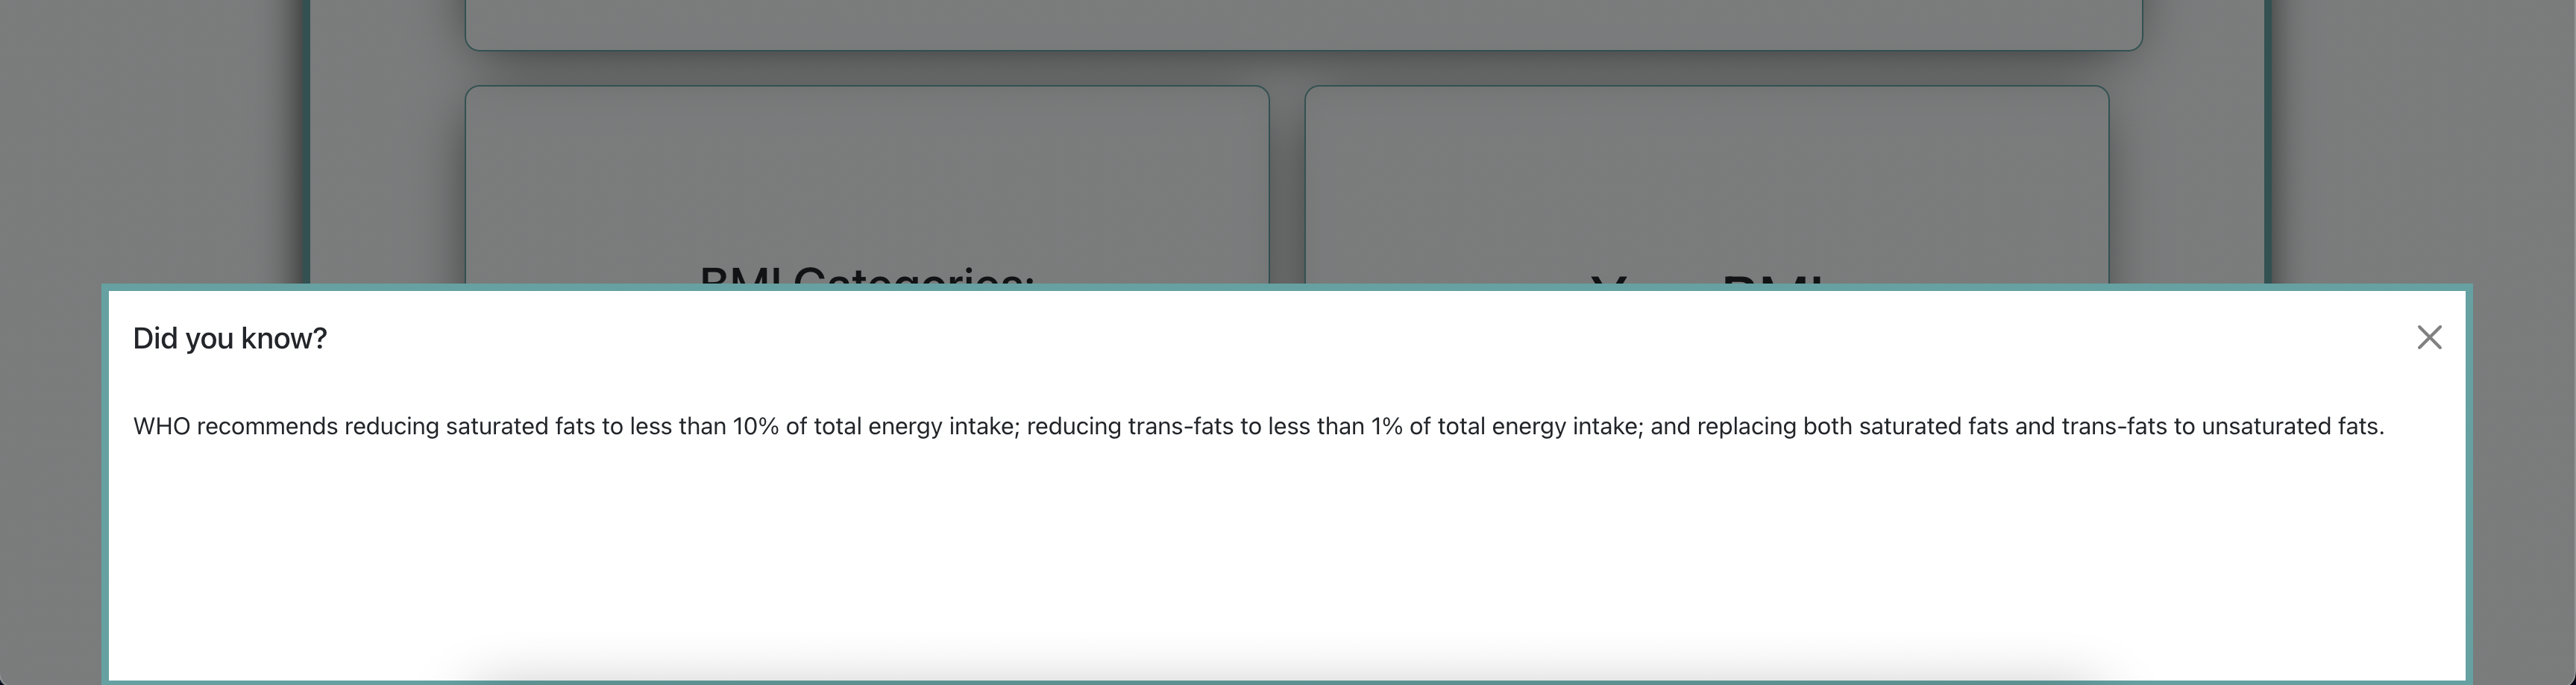 BMI Categories:
Your BMI
Did you know?
WHO recommends reducing saturated fats to less than 10% of total energy intake; reducing trans-fats to less than 1% of total energy intake; and replacing both saturated fats and trans-fats to unsaturated fats.